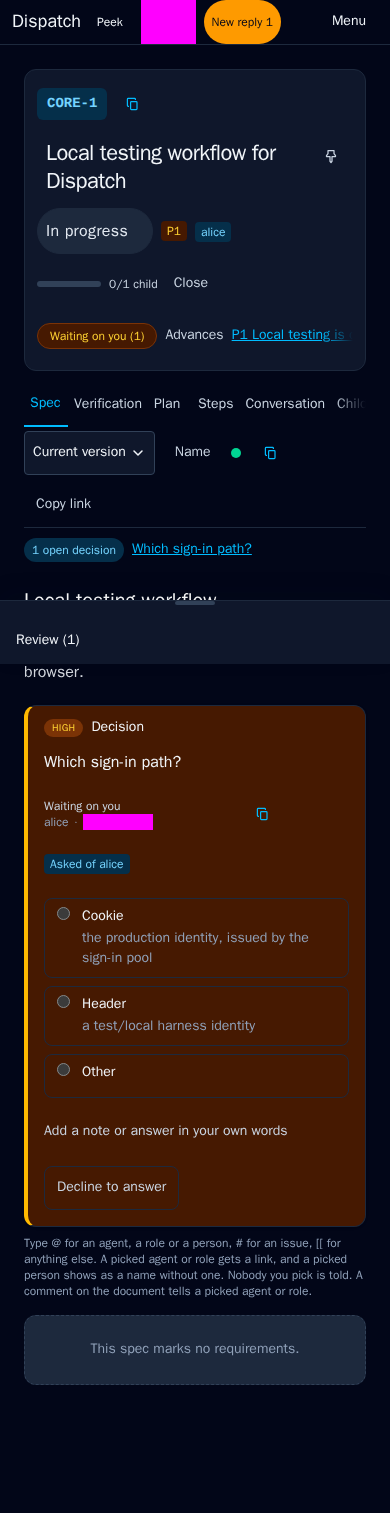 Dispatch Peek New reply 1 Menu
CORE-1
Local testing workflow for
Dispatch
In progress P1 alice
0/1 child Close
Waiting on you (1) Advances P1 Local testing is
Spec Verification Plan Steps Conversation Chil
Current version Name
Copy link
1 open decision Which sign-in path?
Local testing workflow
Review (1)
browser.
HIGH Decision
Which sign-in path?
Waiting on you
alice ·
Asked of alice
Cookie
the production identity, issued by the
sign-in pool
Header
a test/local harness identity
Other
Add a note or answer in your own words
Decline to answer
Type @ for an agent, a role or a person, # for an issue, [[ for
anything else. A picked agent or role gets a link, and a picked
person shows as a name without one. Nobody you pick is told. A
comment on the document tells a picked agent or role.
This spec marks no requirements.